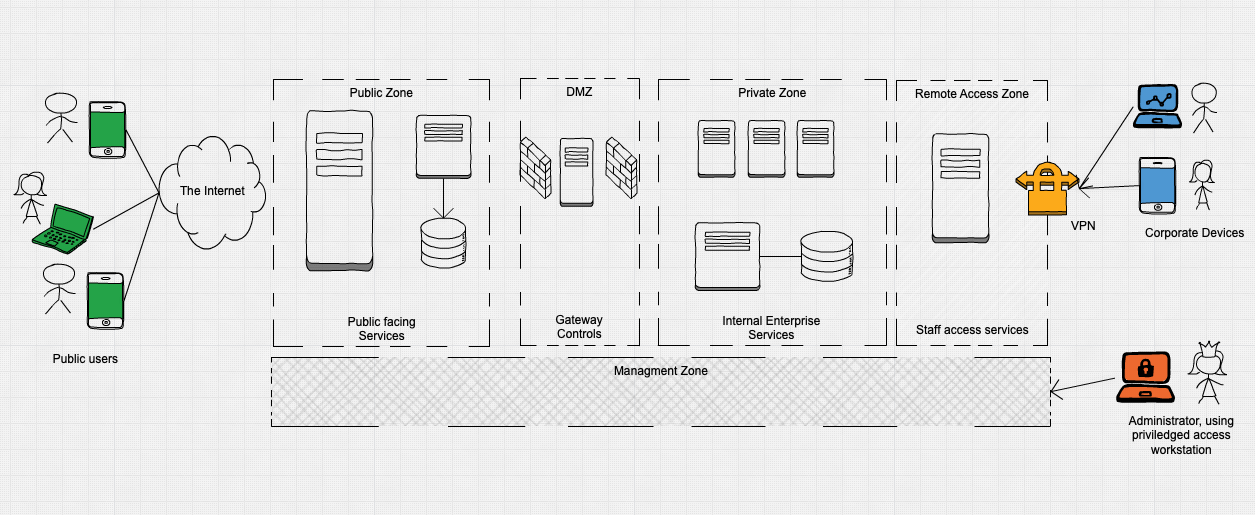 Public Zone
DMZ
Private Zone
Remote Access Zone
The Internet
VPN
Corporate Devices
Public facing
Services
Gateway
Controls
Internal Enterprise
Services
Staff access services
Public users
Managment Zone
Administrator, using
priviledged access
workstation